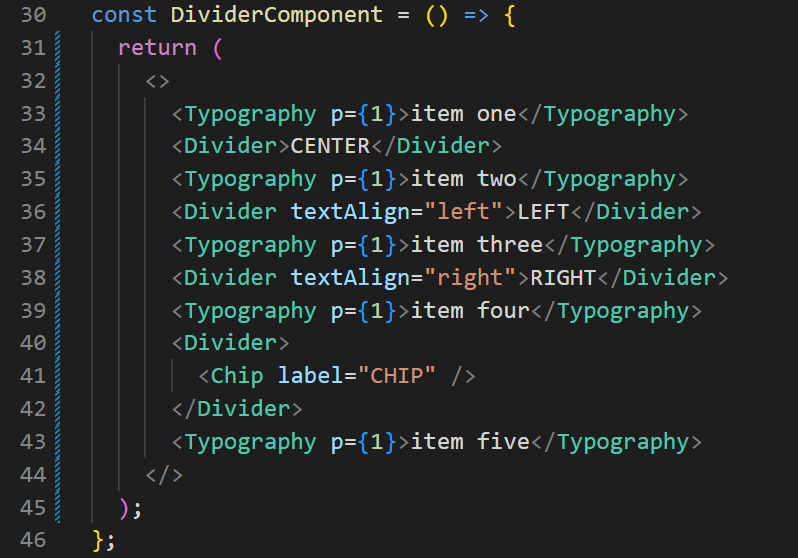 30 const DividerComponent = () => {
31   return (
32     <>
33       <Typography p={1}>item one</Typography>
34       <Divider>CENTER</Divider>
35       <Typography p={1}>item two</Typography>
36       <Divider textAlign="left">LEFT</Divider>
37       <Typography p={1}>item three</Typography>
38       <Divider textAlign="right">RIGHT</Divider>
39       <Typography p={1}>item four</Typography>
40       <Divider>
41         <Chip label="CHIP" />
42       </Divider>
43       <Typography p={1}>item five</Typography>
44     </>
45   );
46 };